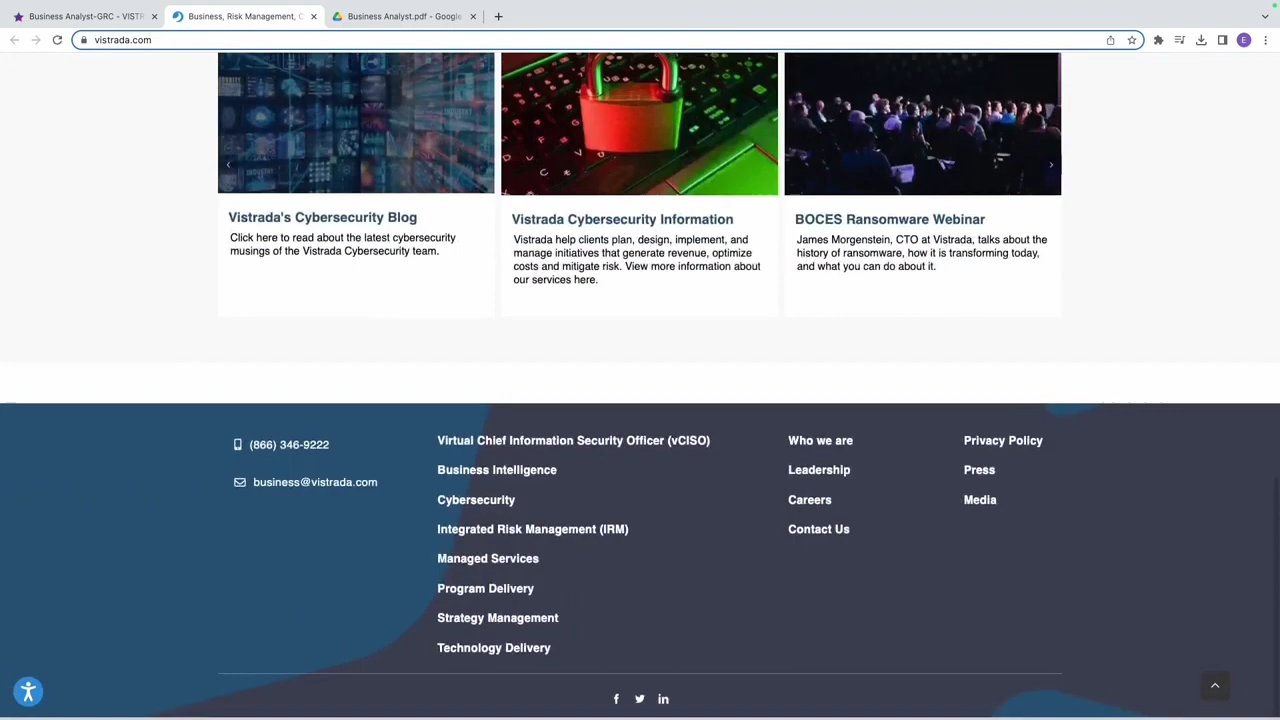 Business Analyst-GRC - VISTR
Business, Risk Management, C
Business Analyst.pdf - Google
vistrada.com
E
Vistrada's Cybersecurity Blog
Click here to read about the latest cybersecurity
musings of the Vistrada Cybersecurity team.
Vistrada Cybersecurity Information
Vistrada help clients plan, design, implement, and
manage initiatives that generate revenue, optimize
costs and mitigate risk. View more information about
our services here.
BOCES Ransomware Webinar
James Morgenstein, CTO at Vistrada, talks about the
history of ransomware, how it is transforming today,
and what you can do about it.
(866) 346-9222
business@vistrada.com
Virtual Chief Information Security Officer (vCISO)
Business Intelligence
Cybersecurity
Integrated Risk Management (IRM)
Managed Services
Program Delivery
Strategy Management
Technology Delivery
Who we are
Leadership
Careers
Contact Us
Privacy Policy
Press
Media